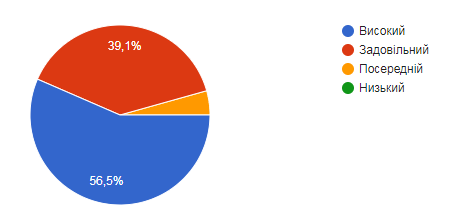 39,1%
56,5%
Високий
Задовільний
Посередній
Низький